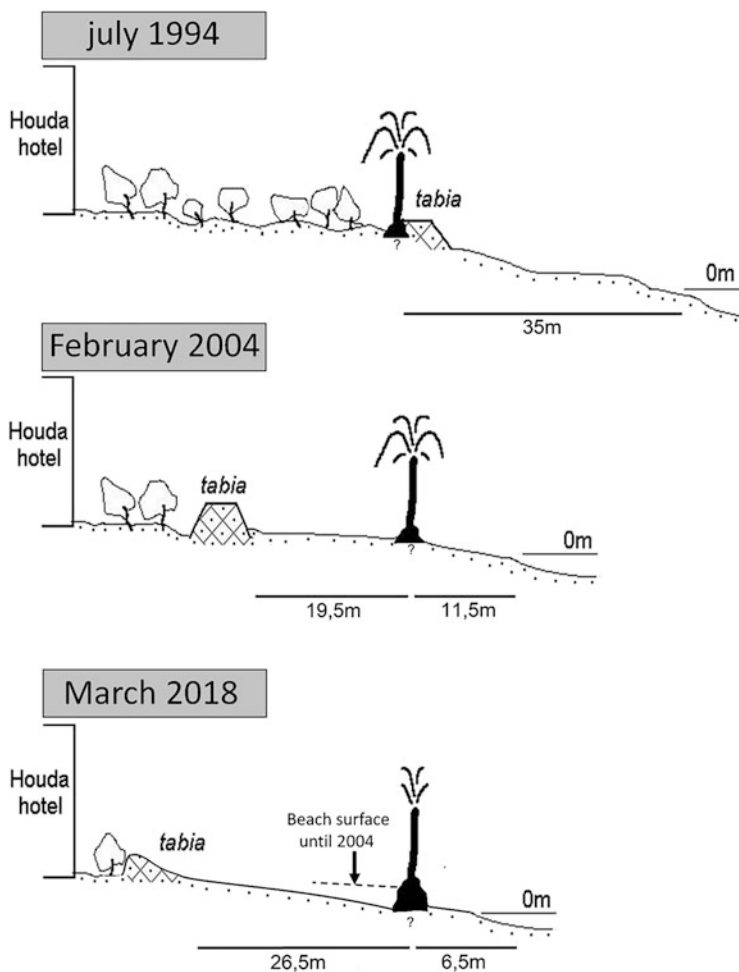 july 1994
Houda
hotel
tabia
?
0m
35m
February 2004
Houda
hotel
tabia
?
0m
19,5m
11,5m
March 2018
Houda
hotel
tabia
Beach surface
until 2004
?
0m
26,5m
6,5m